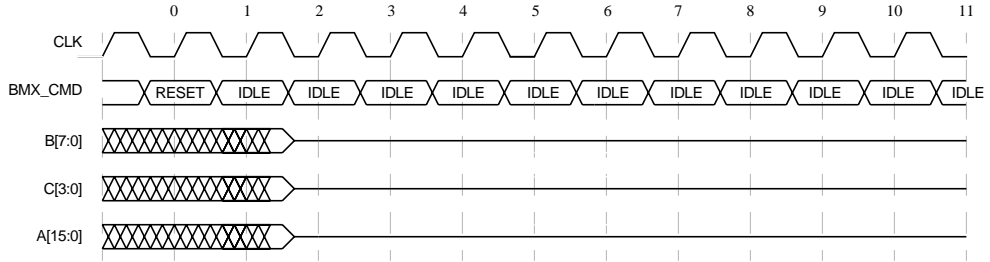 0 1 2 3 4 5 6 7 8 9 10 11
CLK
BMX_CMD RESET IDLE IDLE IDLE IDLE IDLE IDLE IDLE IDLE IDLE IDLE IDLE
B[7:0]
C[3:0]
A[15:0]